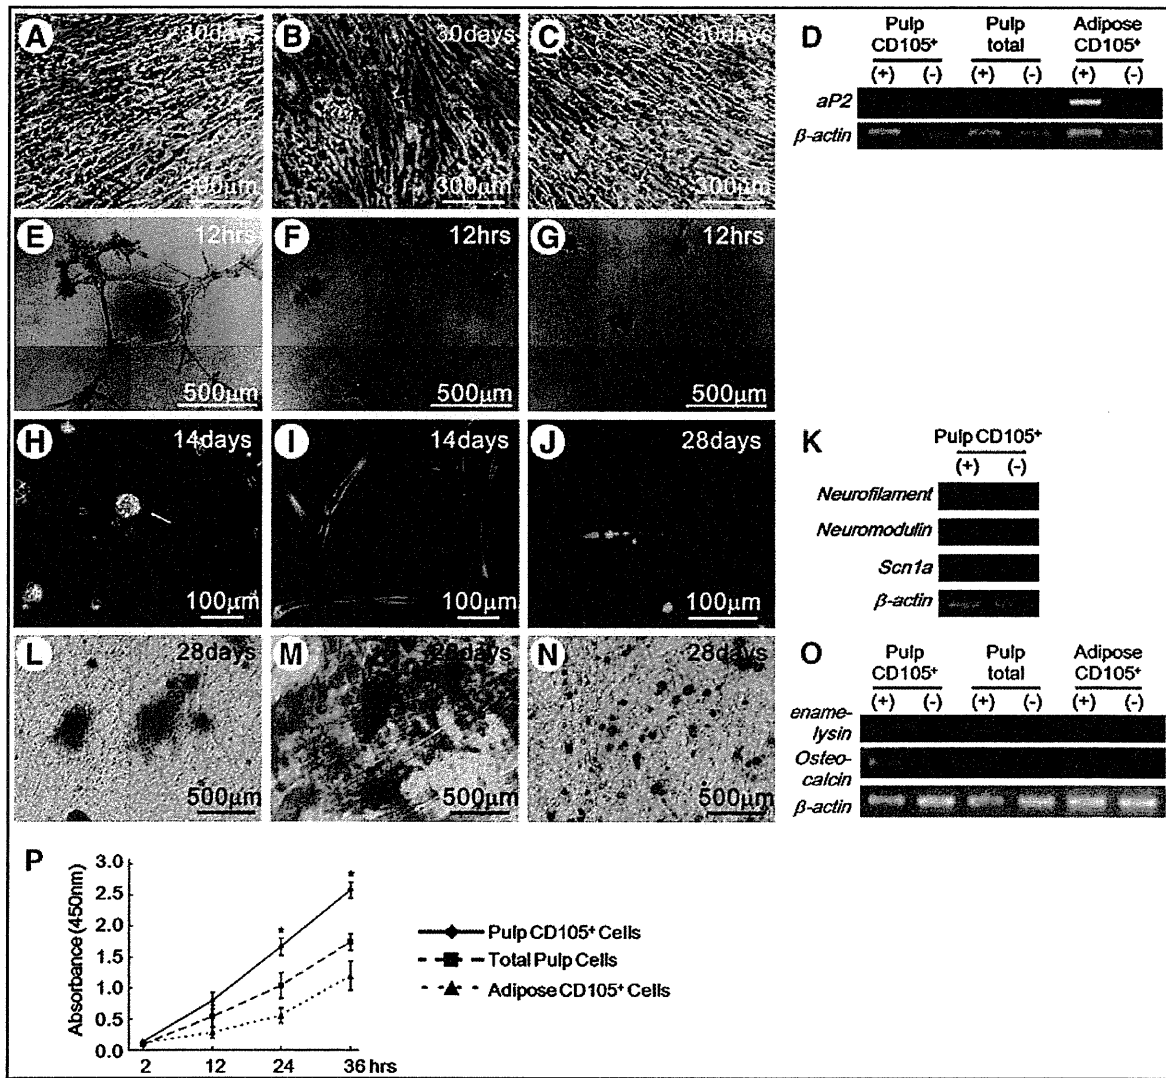 A 30days
300μm
B 30days
300μm
C 30days
300μm
D Pulp CD105+ Pulp total Adipose CD105+
(+) (-) (+) (-) (+) (-)
aP2
β-actin
E 12hrs
500μm
F 12hrs
500μm
G 12hrs
500μm
H 14days
100μm
I 14days
100μm
J 28days
100μm
K Pulp CD105+
(+) (-)
Neurofilament
Neuromodulin
Scn1a
β-actin
L 28days
500μm
M 28days
500μm
N 28days
500μm
O Pulp CD105+ Pulp total Adipose CD105+
(+) (-) (+) (-) (+) (-)
ename-
lysin
Osteo-
calcin
β-actin
P
Absorbance (450nm)
3.0
2.5
2.0
1.5
1.0
0.5
0.0
2 12 24 36 hrs
* *
Pulp CD105+ Cells
Total Pulp Cells
Adipose CD105+ Cells